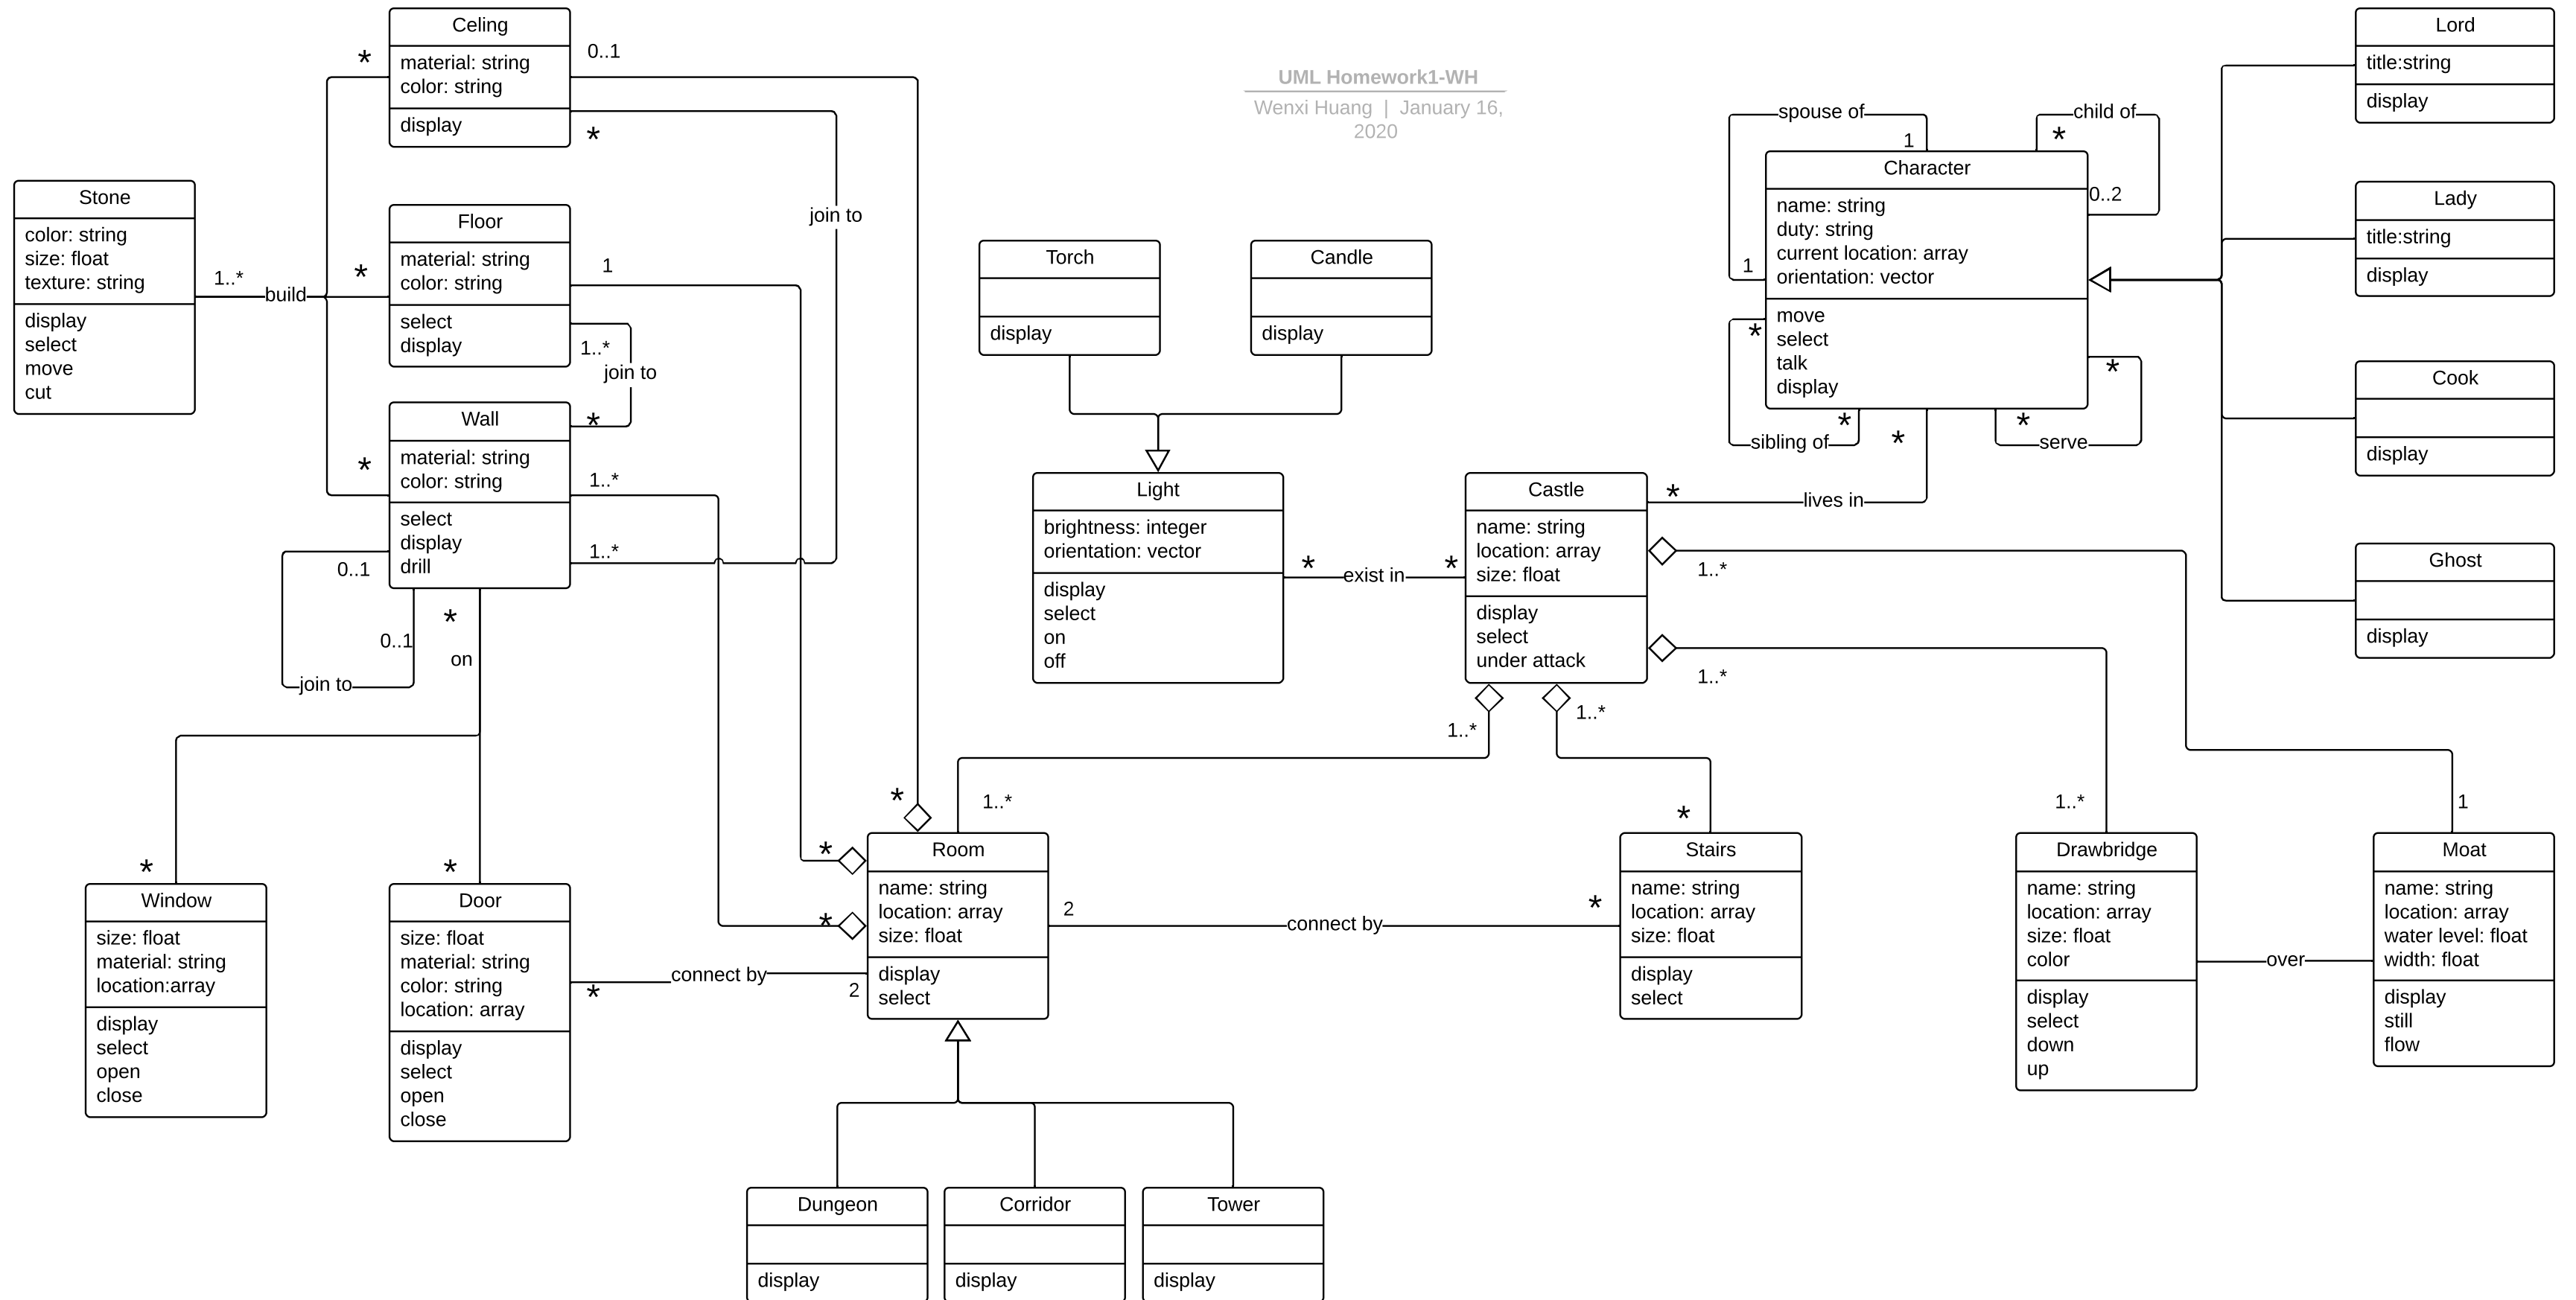 UML Homework1-WH
Wenxi Huang | January 16,
2020
Celing
material: string
color: string
display
*
0..1
*
join to
Stone
color: string
size: float
texture: string
display
select
move
cut
1..*
build
Floor
material: string
color: string
select
display
*
1
1..*
join to
*
Wall
material: string
color: string
select
display
drill
*
1..*
1..*
0..1
0..1
join to
*
on
Window
size: float
material: string
location:array
display
select
open
close
*
Door
size: float
material: string
color: string
location: array
display
select
open
close
*
*
connect by
2
Torch
display
Candle
display
Light
brightness: integer
orientation: vector
display
select
on
off
*
exist in
*
Castle
name: string
location: array
size: float
display
select
under attack
*
lives in
*
1..*
1..*
1..*
1..*
Character
name: string
duty: string
current location: array
orientation: vector
move
select
talk
display
spouse of
1
1
child of
*
0..2
*
*
sibling of
*
*
serve
Lord
title:string
display
Lady
title:string
display
Cook
display
Ghost
display
Room
name: string
location: array
size: float
display
select
*
*
*
1..*
2
connect by
*
*
Stairs
name: string
location: array
size: float
display
select
1..*
Drawbridge
name: string
location: array
size: float
color
display
select
down
up
over
1
Moat
name: string
location: array
water level: float
width: float
display
still
flow
Dungeon
display
Corridor
display
Tower
display